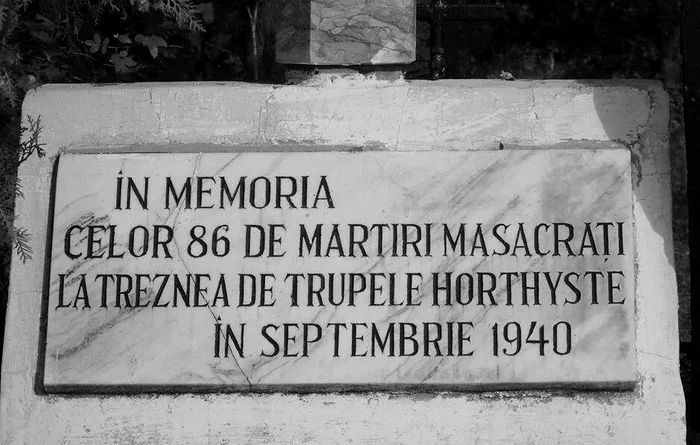 ÎN MEMORIA
CELOR 86 DE MARTIRI MASACRAȚI
LA TREZNEA DE TRUPELE HORTHYSTE
ÎN SEPTEMBRIE 1940